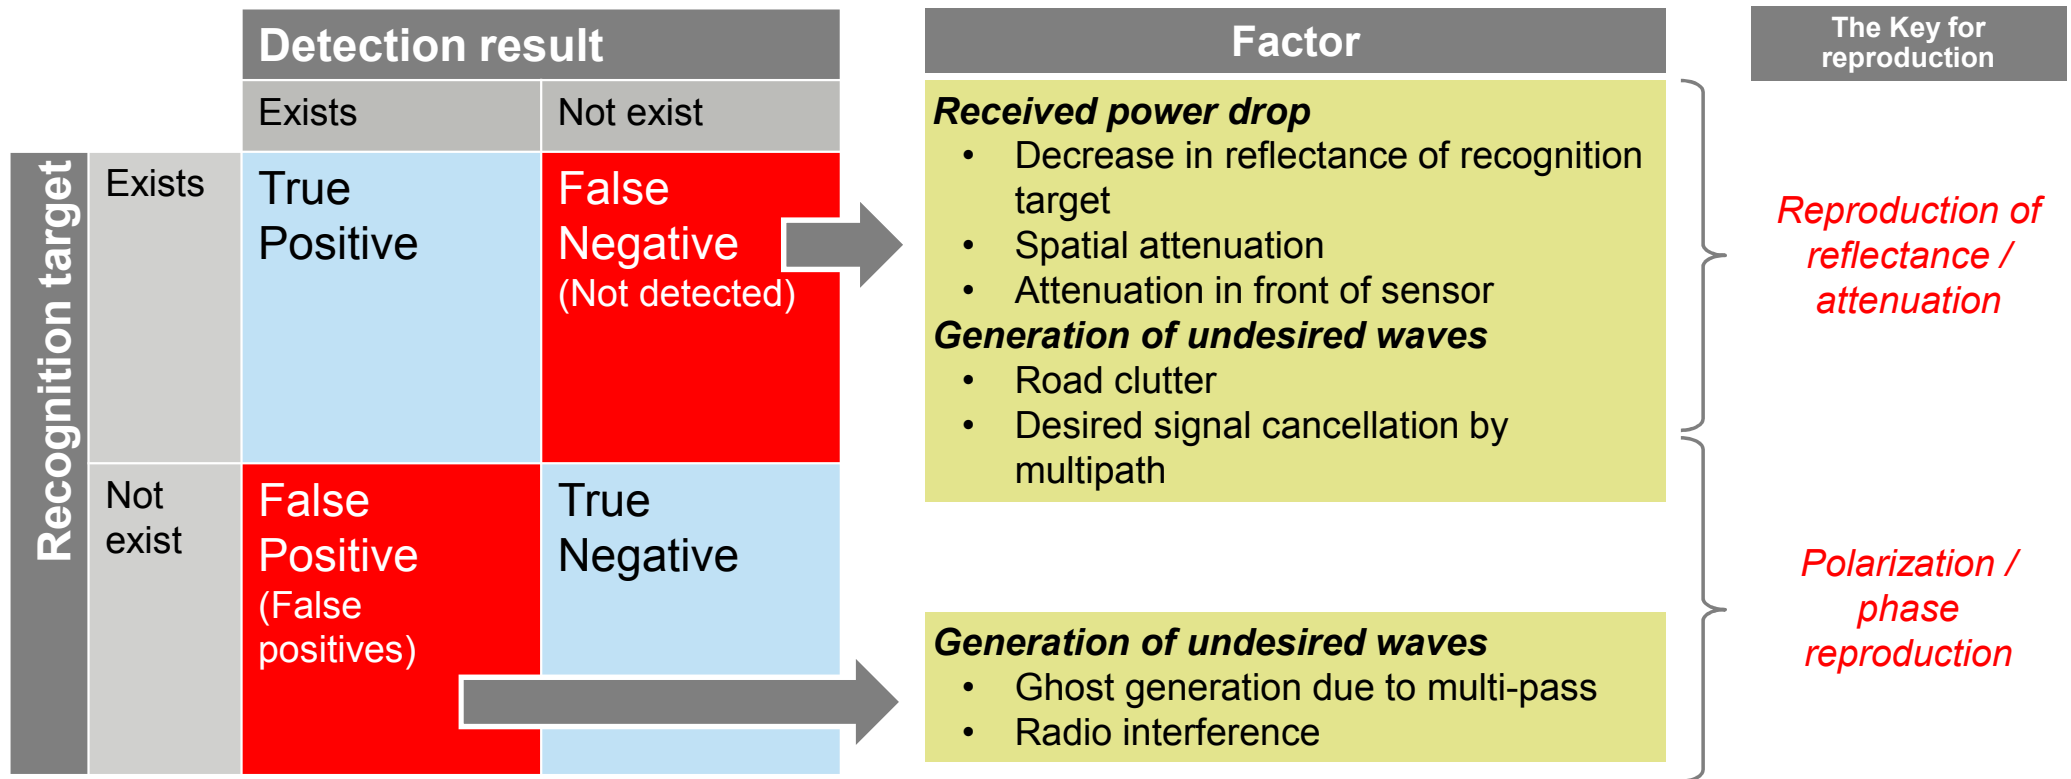 Detection result
Exists
Not exist
Recognition target
Exists
True
Positive
False
Negative
(Not detected)
Not
exist
False
Positive
(False
positives)
True
Negative
Factor
Received power drop
• Decrease in reflectance of recognition
target
• Spatial attenuation
• Attenuation in front of sensor
Generation of undesired waves
• Road clutter
• Desired signal cancellation by
multipath
Generation of undesired waves
• Ghost generation due to multi-pass
• Radio interference
The Key for
reproduction
Reproduction of
reflectance /
attenuation
Polarization /
phase
reproduction